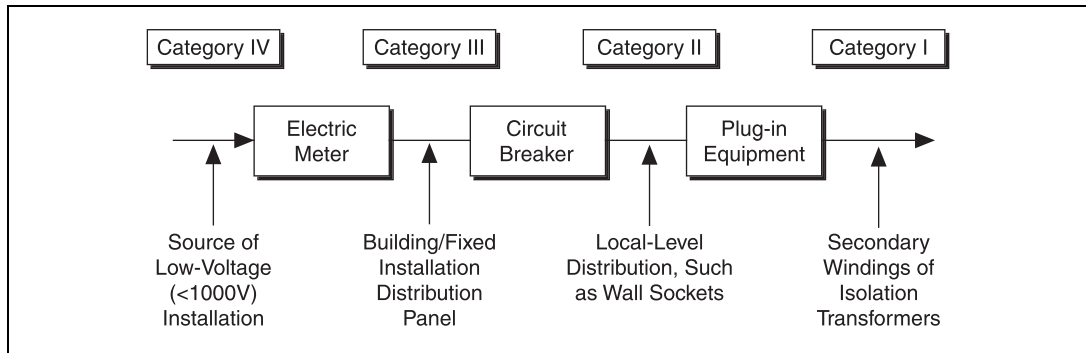 Category IV
Category III
Category II
Category I
Electric
Meter
Circuit
Breaker
Plug-in
Equipment
Source of
Low-Voltage
(<1000V)
Installation
Building/Fixed
Installation
Distribution
Panel
Local-Level
Distribution, Such
as Wall Sockets
Secondary
Windings of
Isolation
Transformers